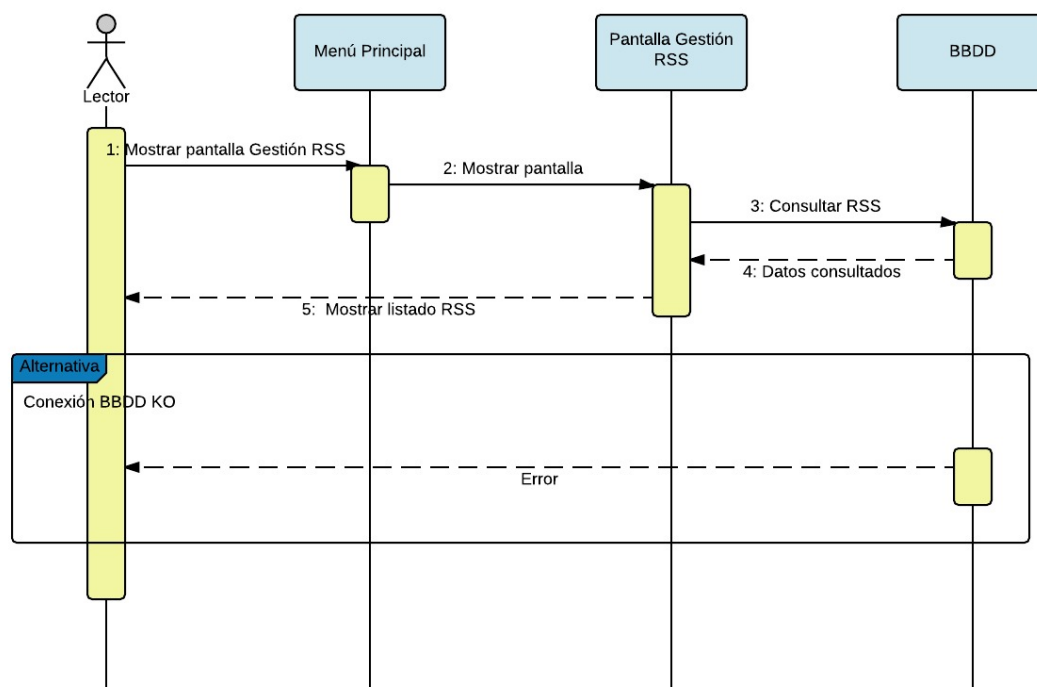 Lector
Menú Principal
Pantalla Gestión
RSS
BBDD
1: Mostrar pantalla Gestión RSS
2: Mostrar pantalla
3: Consultar RSS
4: Datos consultados
5: Mostrar listado RSS
Alternativa
Conexión BBDD KO
Error